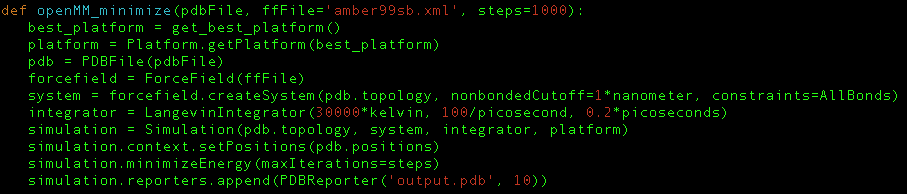 def openMM_minimize(pdbFile, ffFile='amber99sb.xml', steps=1000):
   best_platform = get_best_platform()
   platform = Platform.getPlatform(best_platform)
   pdb = PDBFile(pdbFile)
   forcefield = ForceField(ffFile)
   system = forcefield.createSystem(pdb.topology, nonbondedCutoff=1*nanometer, constraints=AllBonds)
   integrator = LangevinIntegrator(30000*kelvin, 100/picosecond, 0.2*picoseconds)
   simulation = Simulation(pdb.topology, system, integrator, platform)
   simulation.context.setPositions(pdb.positions)
   simulation.minimizeEnergy(maxIterations=steps)
   simulation.reporters.append(PDBReporter('output.pdb', 10))